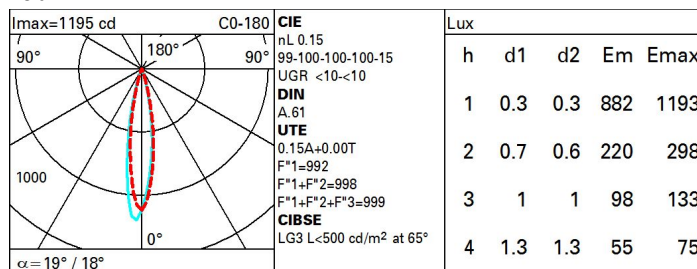 Imax=1195 cd C0-180
90° 180° 90°
1000
0°
α=19° / 18°
CIE
nL 0.15
99-100-100-100-15
UGR <10-<10
DIN
A.61
UTE
0.15A+0.00T
F"1=992
F"1+F"2=998
F"1+F"2+F"3=999
CIBSE
LG3 L<500 cd/m² at 65°
Lux
h d1 d2 Em Emax
1 0.3 0.3 882 1193
2 0.7 0.6 220 298
3 1 1 98 133
4 1.3 1.3 55 75